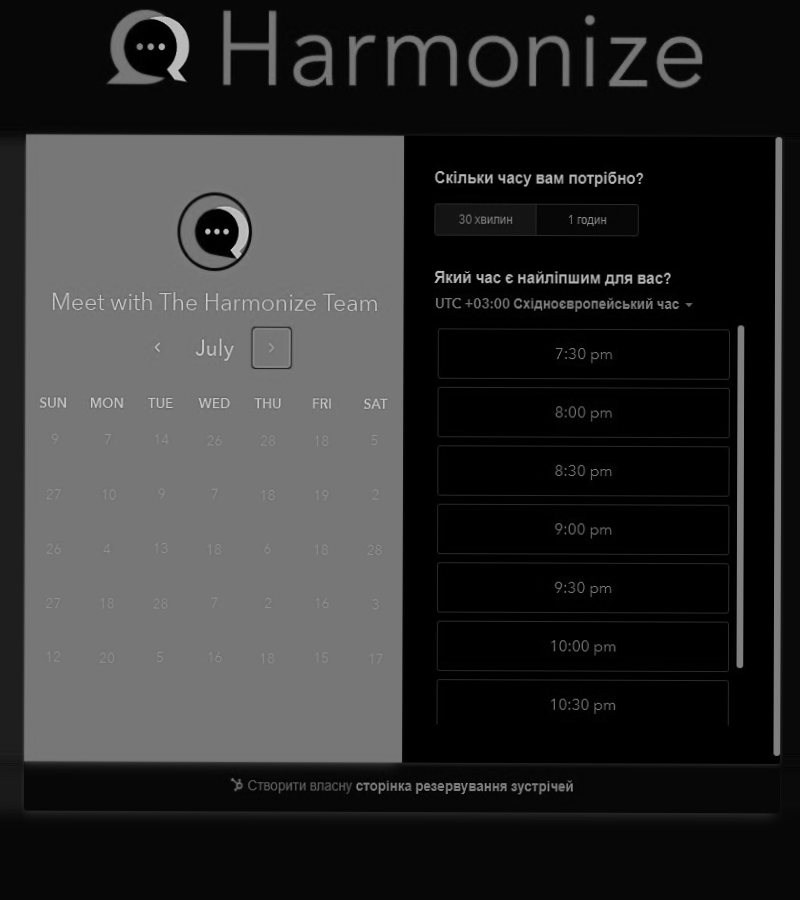 Harmonize
Meet with The Harmonize Team
July
SUN MON TUE WED THU FRI SAT
9 7 14 26 28 18 5
27 10 9 7 18 19 2
26 4 13 18 6 18 28
27 18 28 7 2 16 3
12 20 5 16 18 15 17
Скільки часу вам потрібно?
30 хвилин 1 годин
Який час є найліпшим для вас?
UTC +03:00 Східноєвропейський час
7:30 pm
8:00 pm
8:30 pm
9:00 pm
9:30 pm
10:00 pm
10:30 pm
Створити власну сторінка резервування зустрічей